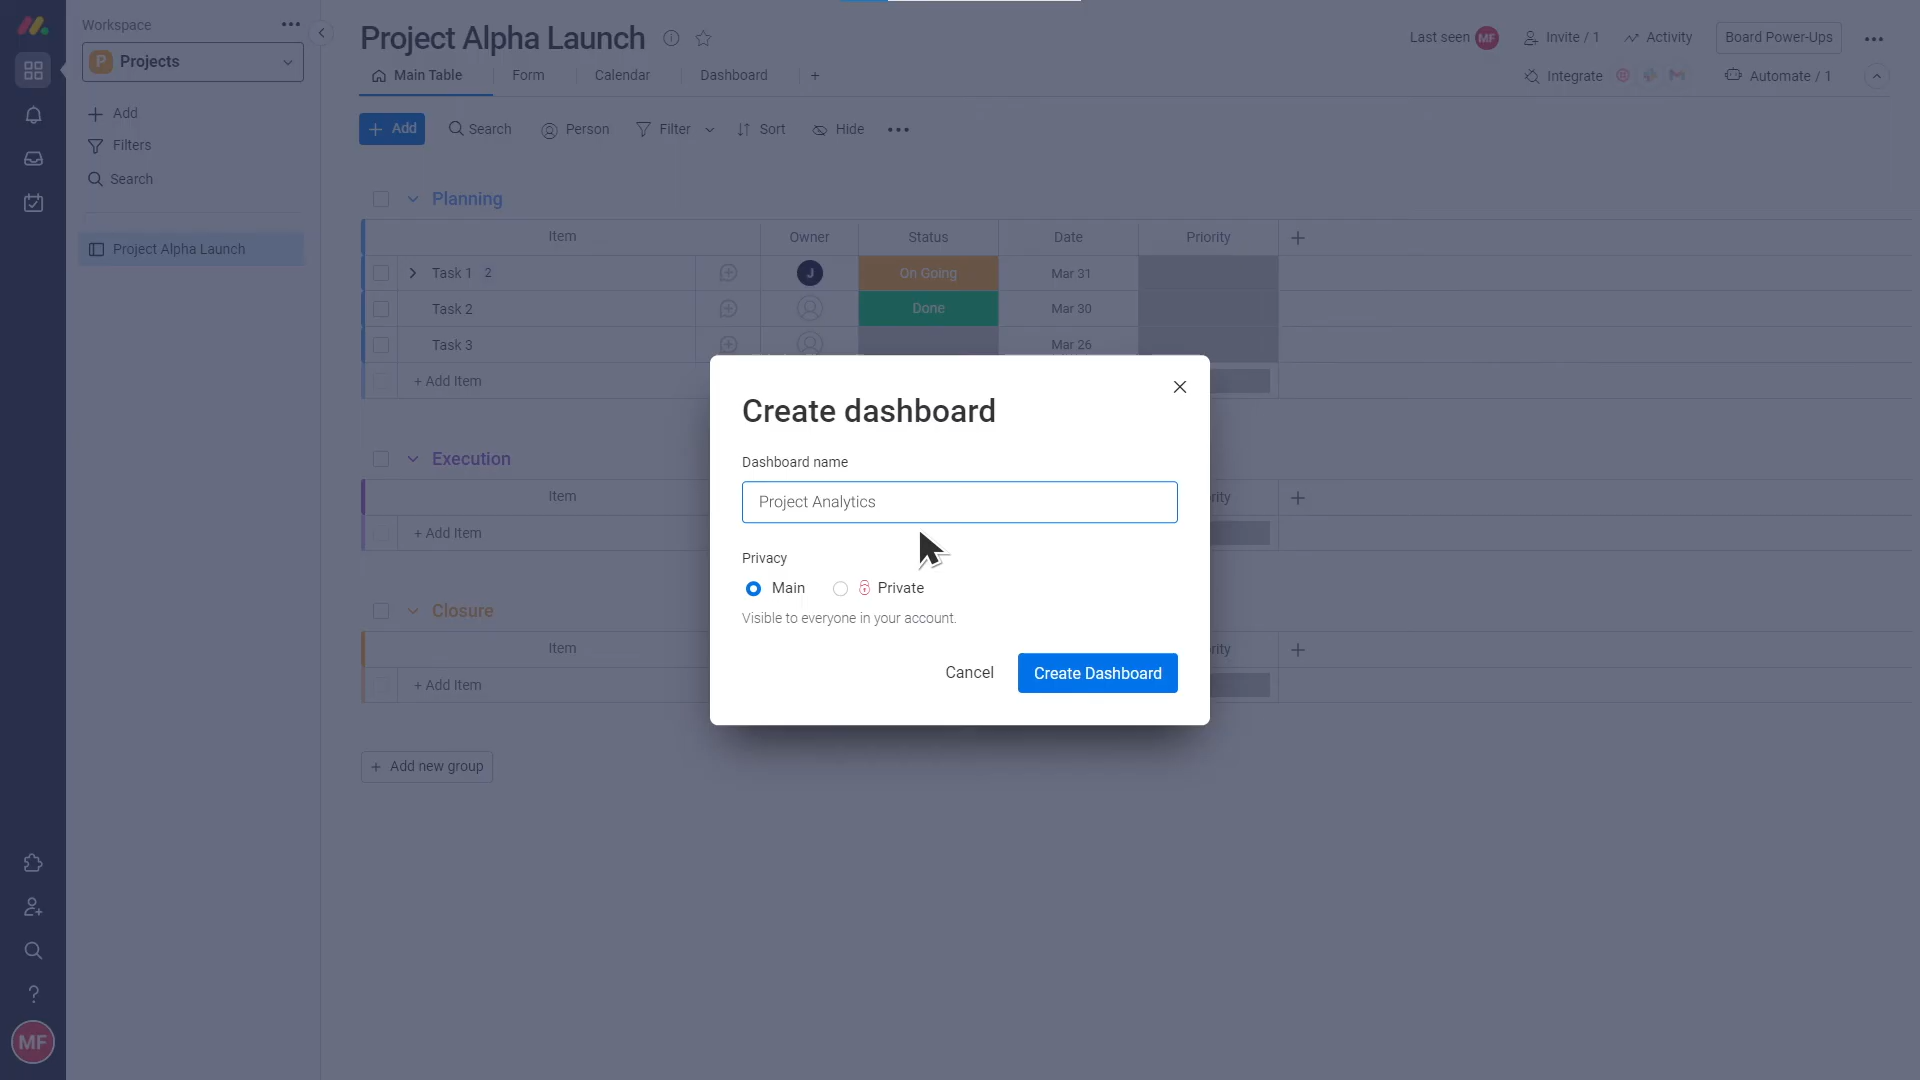 Workspace
P Projects
Add
Filters
Search
Project Alpha Launch
MF
Project Alpha Launch
Last seen MF
Invite / 1
Activity
Board Power-Ups
Main Table
Form
Calendar
Dashboard
Integrate
Automate / 1
Add
Search
Person
Filter
Sort
Hide
Planning
Item Owner Status Date Priority
Task 1 2 J On Going Mar 31
Task 2 Done Mar 30
Task 3 Mar 26
+ Add Item
Execution
Item
rity
+ Add Item
Closure
Item
rity
+ Add Item
+ Add new group
Create dashboard
Dashboard name
Project Analytics
Privacy
Main
Private
Visible to everyone in your account.
Cancel
Create Dashboard